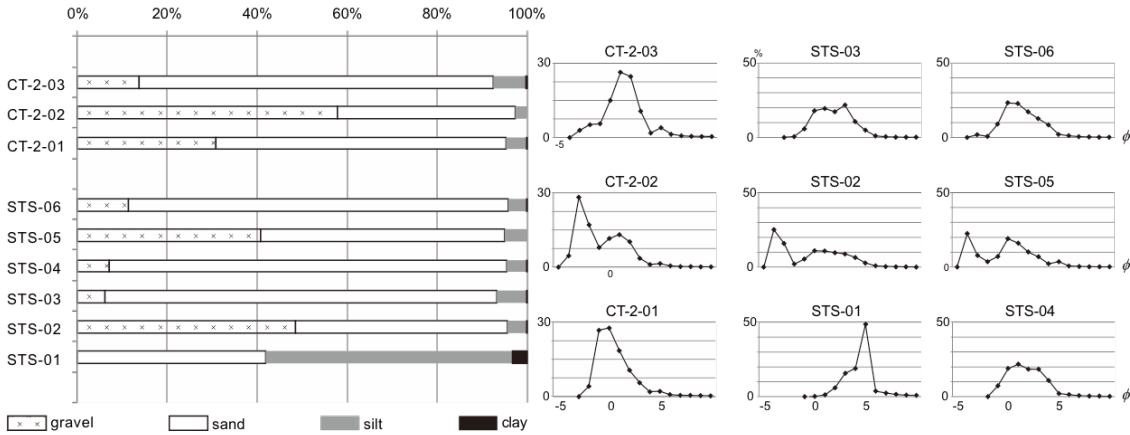 0% 20% 40% 60% 80% 100%
CT-2-03
CT-2-02
CT-2-01
STS-06
STS-05
STS-04
STS-03
STS-02
STS-01
gravel sand silt clay
CT-2-03 STS-03 STS-06
30 % 50 50
0 0 0 ϕ
-5
CT-2-02 STS-02 STS-05
30 50 50
0 0 0 ϕ
0
CT-2-01 STS-01 STS-04
30 50 50
0 0 0 ϕ
-5 0 5 -5 0 5 -5 0 5